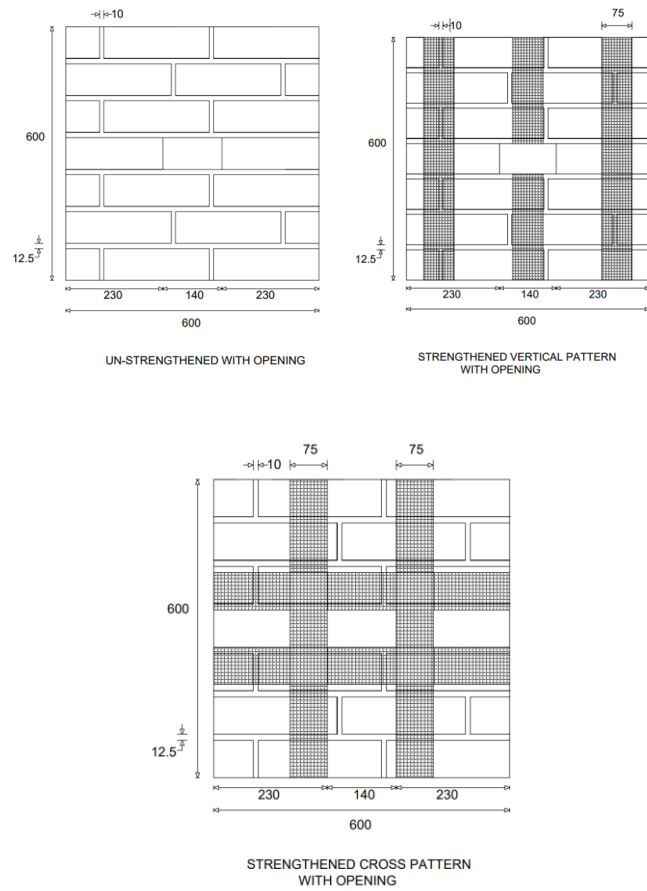 10
600
12.5
230 140 230
600
UN-STRENGTHENED WITH OPENING
10 75
600
12.5
230 140 230
600
STRENGTHENED VERTICAL PATTERN
WITH OPENING
10 75 75
600
12.5
230 140 230
600
STRENGTHENED CROSS PATTERN
WITH OPENING